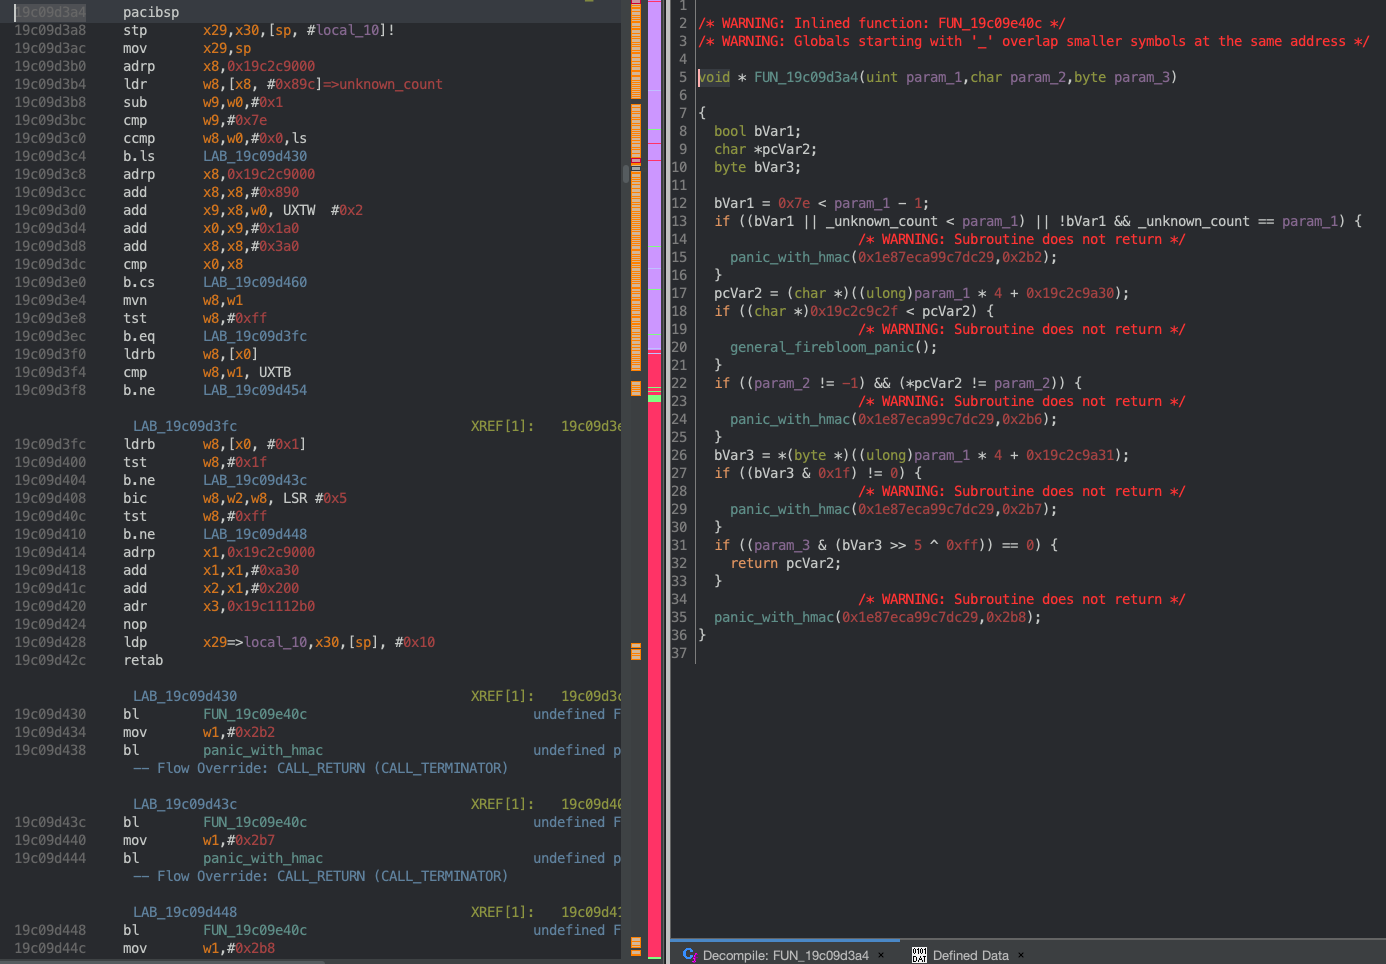 19c09d3a4 pacibsp
19c09d3a8 stp x29,x30,[sp, #local_10]!
19c09d3ac mov x29,sp
19c09d3b0 adrp x8,0x19c2c9000
19c09d3b4 ldr w8,[x8, #0x89c]=>unknown_count
19c09d3b8 sub w9,w0,#0x1
19c09d3bc cmp w9,#0x7e
19c09d3c0 ccmp w8,w0,#0x0,ls
19c09d3c4 b.ls LAB_19c09d430
19c09d3c8 adrp x8,0x19c2c9000
19c09d3cc add x8,x8,#0x890
19c09d3d0 add x9,x8,w0, UXTW #0x2
19c09d3d4 add x0,x9,#0x1a0
19c09d3d8 add x8,x8,#0x3a0
19c09d3dc cmp x0,x8
19c09d3e0 b.cs LAB_19c09d460
19c09d3e4 mvn w8,w1
19c09d3e8 tst w8,#0xff
19c09d3ec b.eq LAB_19c09d3fc
19c09d3f0 ldrb w8,[x0]
19c09d3f4 cmp w8,w1, UXTB
19c09d3f8 b.ne LAB_19c09d454
LAB_19c09d3fc XREF[1]: 19c09d3e
19c09d3fc ldrb w8,[x0, #0x1]
19c09d400 tst w8,#0x1f
19c09d404 b.ne LAB_19c09d43c
19c09d408 bic w8,w2,w8, LSR #0x5
19c09d40c tst w8,#0xff
19c09d410 b.ne LAB_19c09d448
19c09d414 adrp x1,0x19c2c9000
19c09d418 add x1,x1,#0xa30
19c09d41c add x2,x1,#0x200
19c09d420 adr x3,0x19c1112b0
19c09d424 nop
19c09d428 ldp x29=>local_10,x30,[sp], #0x10
19c09d42c retab
LAB_19c09d430 XREF[1]: 19c09d3c
19c09d430 bl FUN_19c09e40c undefined F
19c09d434 mov w1,#0x2b2
19c09d438 bl panic_with_hmac undefined p
-- Flow Override: CALL_RETURN (CALL_TERMINATOR)
LAB_19c09d43c XREF[1]: 19c09d40
19c09d43c bl FUN_19c09e40c undefined F
19c09d440 mov w1,#0x2b7
19c09d444 bl panic_with_hmac undefined p
-- Flow Override: CALL_RETURN (CALL_TERMINATOR)
LAB_19c09d448 XREF[1]: 19c09d41
19c09d448 bl FUN_19c09e40c undefined F
19c09d44c mov w1,#0x2b8
1
2 /* WARNING: Inlined function: FUN_19c09e40c */
3 /* WARNING: Globals starting with '_' overlap smaller symbols at the same address */
4
5 void * FUN_19c09d3a4(uint param_1,char param_2,byte param_3)
6
7 {
8 bool bVar1;
9 char *pcVar2;
10 byte bVar3;
11
12 bVar1 = 0x7e < param_1 - 1;
13 if ((bVar1 || _unknown_count < param_1) || !bVar1 && _unknown_count == param_1) {
14 /* WARNING: Subroutine does not return */
15 panic_with_hmac(0x1e87eca99c7dc29,0x2b2);
16 }
17 pcVar2 = (char *)((ulong)param_1 * 4 + 0x19c2c9a30);
18 if ((char *)0x19c2c9c2f < pcVar2) {
19 /* WARNING: Subroutine does not return */
20 general_firebloom_panic();
21 }
22 if ((param_2 != -1) && (*pcVar2 != param_2)) {
23 /* WARNING: Subroutine does not return */
24 panic_with_hmac(0x1e87eca99c7dc29,0x2b6);
25 }
26 bVar3 = *(byte *)((ulong)param_1 * 4 + 0x19c2c9a31);
27 if ((bVar3 & 0x1f) != 0) {
28 /* WARNING: Subroutine does not return */
29 panic_with_hmac(0x1e87eca99c7dc29,0x2b7);
30 }
31 if ((param_3 & (bVar3 >> 5 ^ 0xff)) == 0) {
32 return pcVar2;
33 }
34 /* WARNING: Subroutine does not return */
35 panic_with_hmac(0x1e87eca99c7dc29,0x2b8);
36 }
37
Decompile: FUN_19c09d3a4 × Defined Data ×